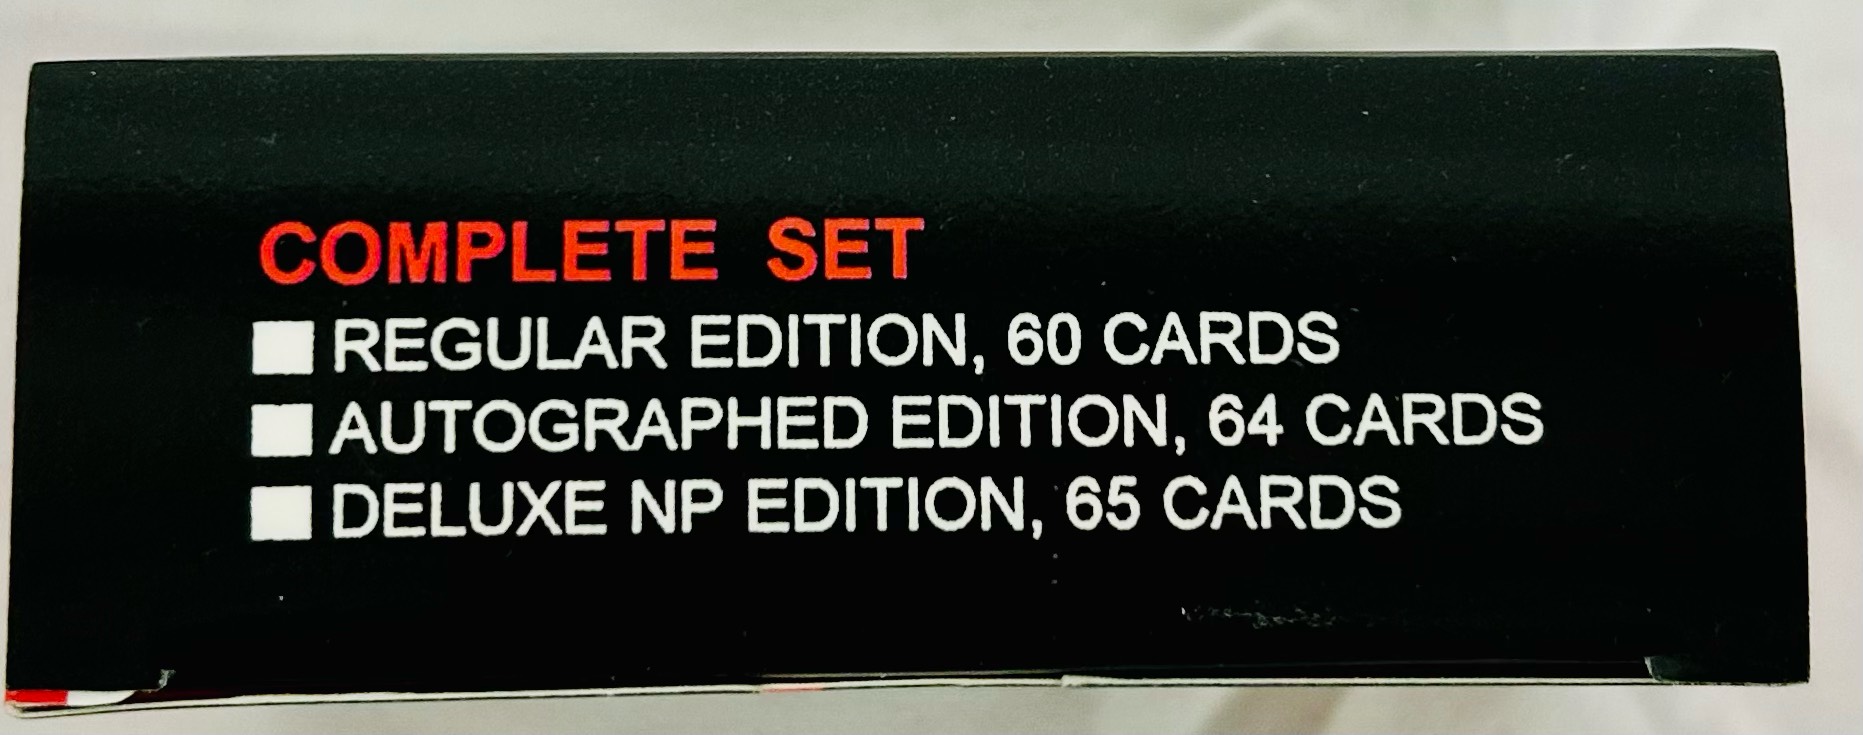 COMPLETE SET
REGULAR EDITION, 60 CARDS
AUTOGRAPHED EDITION, 64 CARDS
DELUXE NP EDITION, 65 CARDS